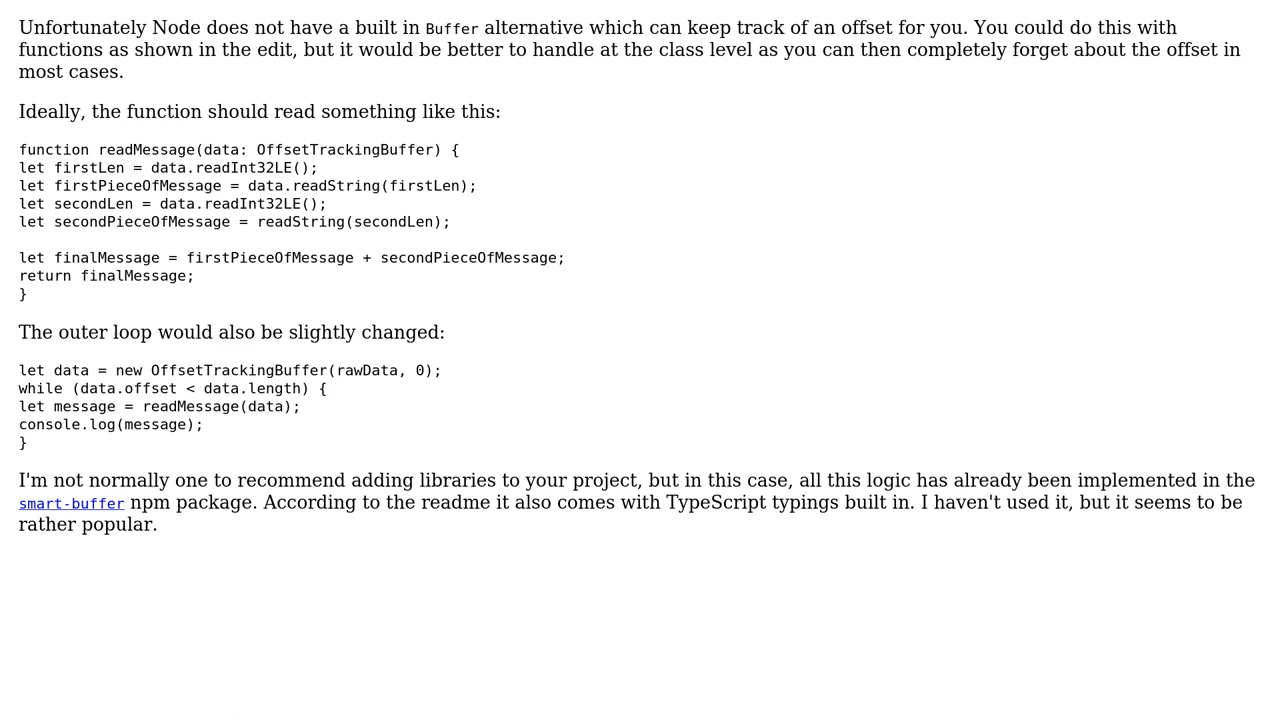 Unfortunately Node does not have a built in Buffer alternative which can keep track of an offset for you. You could do this with
functions as shown in the edit, but it would be better to handle at the class level as you can then completely forget about the offset in
most cases.
Ideally, the function should read something like this:
function readMessage(data: OffsetTrackingBuffer) {
let firstLen = data.readInt32LE();
let firstPieceOfMessage = data.readString(firstLen);
let secondLen = data.readInt32LE();
let secondPieceOfMessage = readString(secondLen);
let finalMessage = firstPieceOfMessage + secondPieceOfMessage;
return finalMessage;
}
The outer loop would also be slightly changed:
let data = new OffsetTrackingBuffer(rawData, 0);
while (data.offset < data.length) {
let message = readMessage(data);
console.log(message);
}
I'm not normally one to recommend adding libraries to your project, but in this case, all this logic has already been implemented in the
smart-buffer npm package. According to the readme it also comes with TypeScript typings built in. I haven't used it, but it seems to be
rather popular.